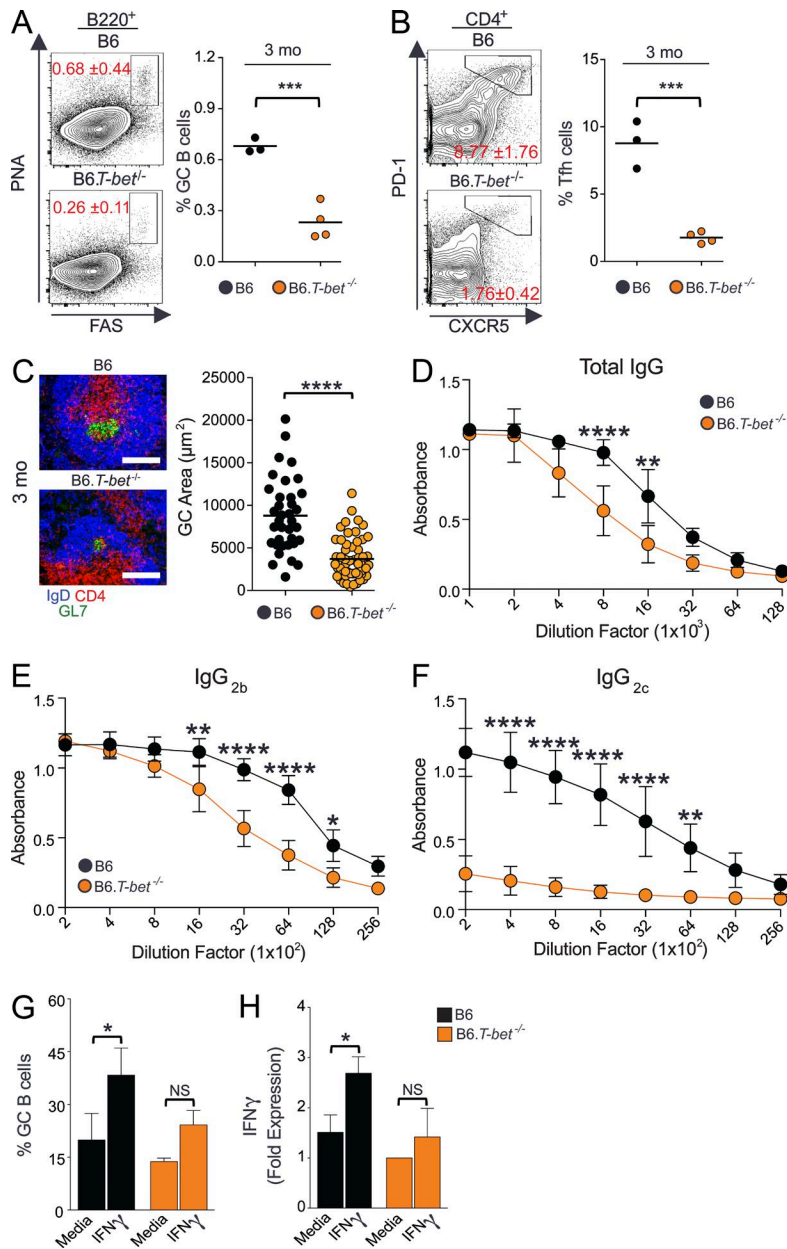 A
B220+
B6
0.68 ±0.44
B6.T-bet-/-
0.26 ±0.11
PNA
FAS
3 mo
***
% GC B cells
1.2
0.9
0.6
0.3
0.0
B6 B6.T-bet-/-
B
CD4+
B6
8.77 ±1.76
B6.T-bet-/-
1.76±0.42
PD-1
CXCR5
3 mo
***
% Tfh cells
15
10
5
0
B6 B6.T-bet-/-
C
B6
B6.T-bet-/-
3 mo
IgD CD4
GL7
****
GC Area (µm2)
25000
20000
15000
10000
5000
0
B6 B6.T-bet-/-
D
Total IgG
B6
B6.T-bet-/-
**** **
Absorbance
1.5
1.0
0.5
0.0
1 2 4 8 16 32 64 128
Dilution Factor (1x103)
E
IgG2b
** **** **** *
Absorbance
1.5
1.0
0.5
0.0
B6
B6.T-bet-/-
2 4 8 16 32 64 128 256
Dilution Factor (1x102)
F
IgG2c
**** **** **** **** **
Absorbance
1.5
1.0
0.5
0.0
2 4 8 16 32 64 128 256
Dilution Factor (1x102)
G
% GC B cells
60
45
30
15
0
* NS
Media IFNγ Media IFNγ
H
IFNγ
(Fold Expression)
4
3
2
1
0
* NS
Media IFNγ Media IFNγ
B6
B6.T-bet-/-